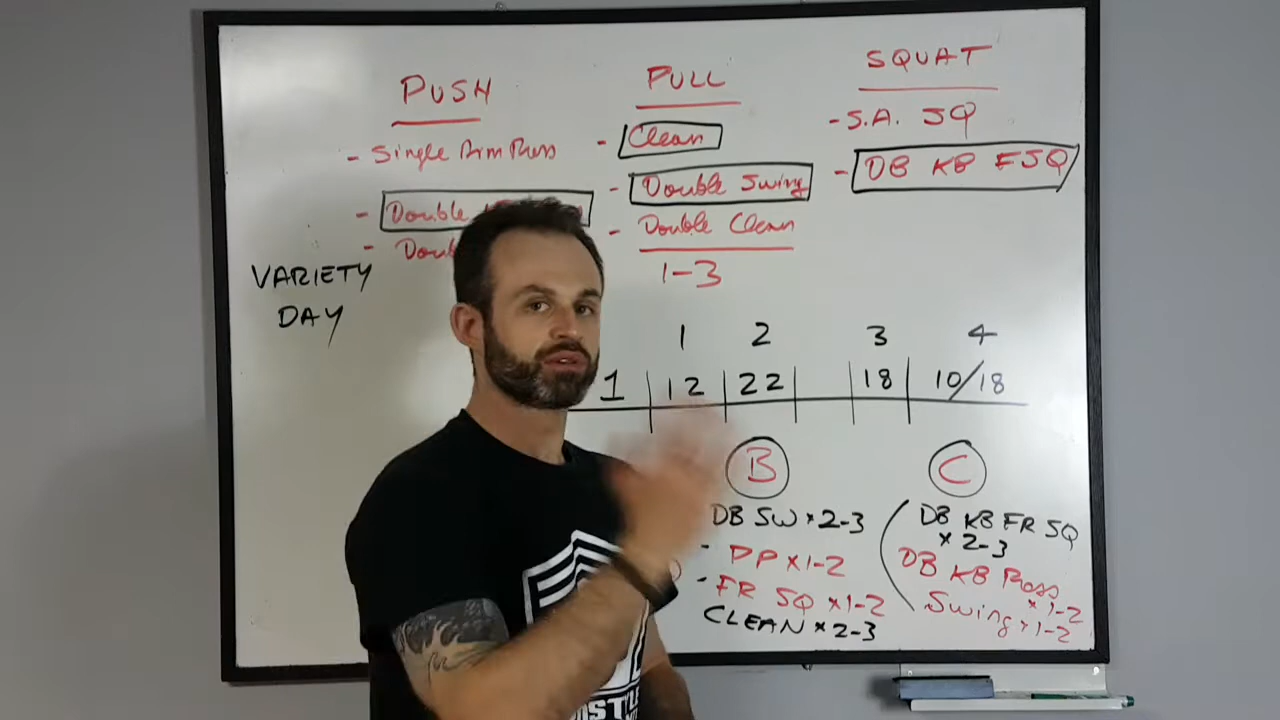 PUSH
- Single Arm Press
- Double
- Doub
VARIETY
DAY
PULL
- Clean
- Double Swing
- Double Clean
1-3
SQUAT
- S.A. SQ
- DB KB FSQ
1 2 3 4
1 12 22 18 10/18
B
DB SW × 2-3
- PP × 1-2
- FR SQ × 1-2
CLEAN × 2-3
C
DB KB FR SQ
× 2-3
DB KB Press
× 1-2
Swing × 1-2